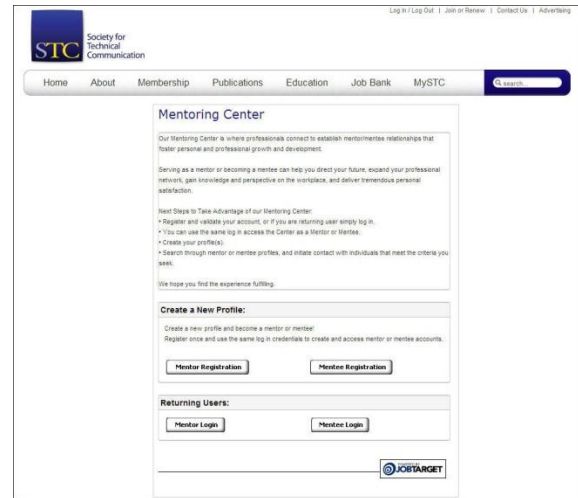 Log In / Log Out | Join or Renew | Contact Us | Advertising
STC
Society for
Technical
Communication
Home About Membership Publications Education Job Bank MySTC search...
Mentoring Center
Our Mentoring Center is where professionals connect to establish mentor/mentee relationships that
foster personal and professional growth and development.
Serving as a mentor or becoming a mentee can help you direct your future, expand your professional
network, gain knowledge and perspective on the workplace, and deliver tremendous personal
satisfaction.
Next Steps to Take Advantage of our Mentoring Center:
• Register and validate your account, or if you are returning user simply log in.
• You can use the same log in access the Center as a Mentor or Mentee.
• Create your profile(s).
• Search through mentor or mentee profiles, and initiate contact with individuals that meet the criteria you
seek.
We hope you find the experience fulfilling.
Create a New Profile:
Create a new profile and become a mentor or mentee!
Register once and use the same log in credentials to create and access mentor or mentee accounts.
Mentor Registration Mentee Registration
Returning Users:
Mentor Login Mentee Login
POWERED BY
JOBTARGET